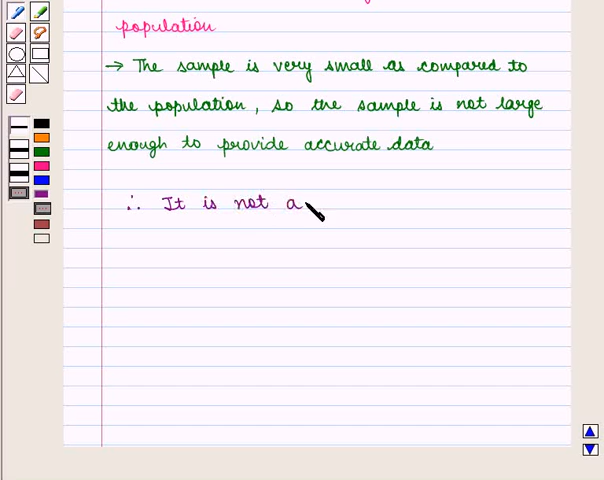 population
→ The sample is very small as compared to
the population, so the sample is not large
enough to provide accurate data
∴ It is not a